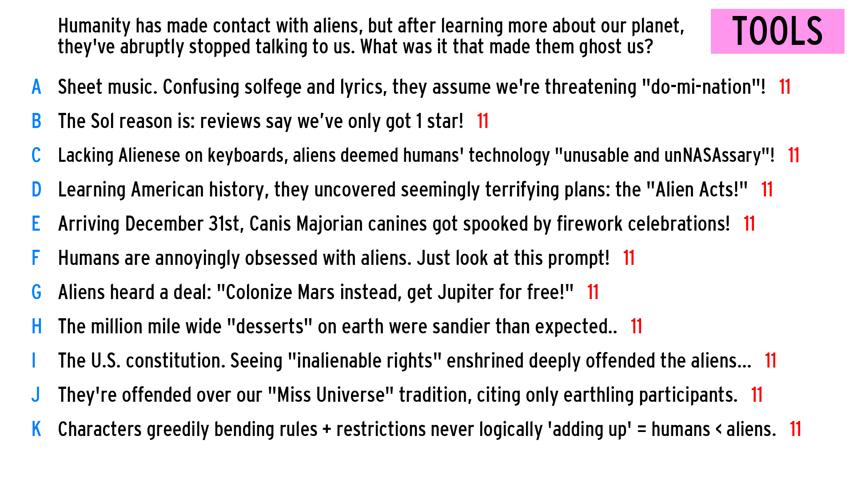 Humanity has made contact with aliens, but after learning more about our planet,
they've abruptly stopped talking to us. What was it that made them ghost us?
TOOLS
A Sheet music. Confusing solfege and lyrics, they assume we're threatening "do-mi-nation"! 11
B The Sol reason is: reviews say we've only got 1 star! 11
C Lacking Alienese on keyboards, aliens deemed humans' technology "unusable and unNASAssary"! 11
D Learning American history, they uncovered seemingly terrifying plans: the "Alien Acts!" 11
E Arriving December 31st, Canis Majorian canines got spooked by firework celebrations! 11
F Humans are annoyingly obsessed with aliens. Just look at this prompt! 11
G Aliens heard a deal: "Colonize Mars instead, get Jupiter for free!" 11
H The million mile wide "desserts" on earth were sandier than expected.. 11
I The U.S. constitution. Seeing "inalienable rights" enshrined deeply offended the aliens... 11
J They're offended over our "Miss Universe" tradition, citing only earthling participants. 11
K Characters greedily bending rules + restrictions never logically 'adding up' = humans < aliens. 11